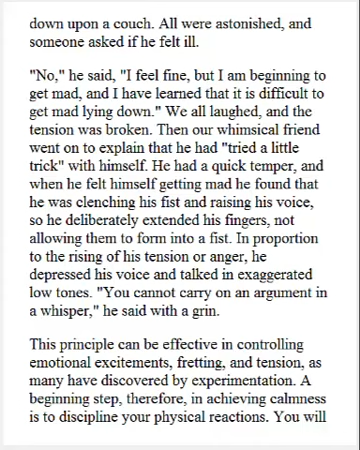 down upon a couch. All were astonished, and
someone asked if he felt ill.
"No," he said, "I feel fine, but I am beginning to
get mad, and I have learned that it is difficult to
get mad lying down." We all laughed, and the
tension was broken. Then our whimsical friend
went on to explain that he had "tried a little
trick" with himself. He had a quick temper, and
when he felt himself getting mad he found that
he was clenching his fist and raising his voice,
so he deliberately extended his fingers, not
allowing them to form into a fist. In proportion
to the rising of his tension or anger, he
depressed his voice and talked in exaggerated
low tones. "You cannot carry on an argument in
a whisper," he said with a grin.
This principle can be effective in controlling
emotional excitements, fretting, and tension, as
many have discovered by experimentation. A
beginning step, therefore, in achieving calmness
is to discipline your physical reactions. You will